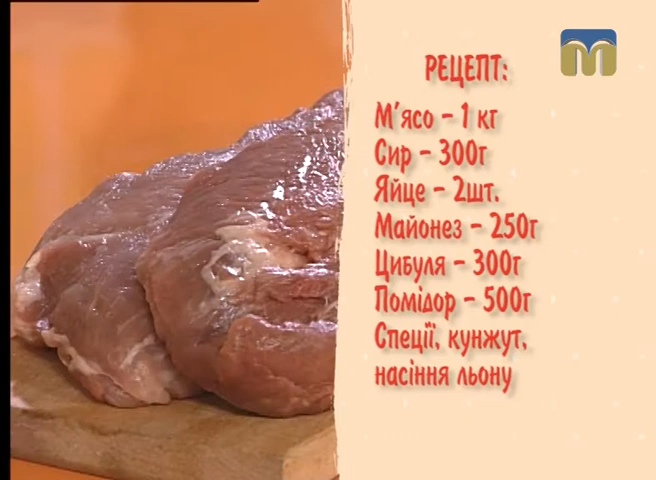 РЕЦЕПТ:
М'ясо - 1 кг
Сир - 300г
Яйце - 2шт.
Майонез - 250г
Цибуля - 300г
Помідор - 500г
Спеції, кунжут,
насіння льону